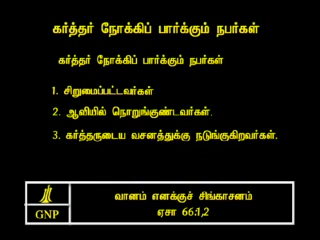 கர்த்தர் நோக்கிப் பார்க்கும் நபர்கள்
கர்த்தர் நோக்கிப் பார்க்கும் நபர்கள்
1. சிறுமைப்பட்டவர்கள்
2. ஆவியில் நொறுங்குண்டவர்கள்.
3. கர்த்தருடைய வசனத்துக்கு நடுங்குகிறவர்கள்.
வானம் எனக்குச் சிங்காசனம்
GNP
ஏசா 66:1,2